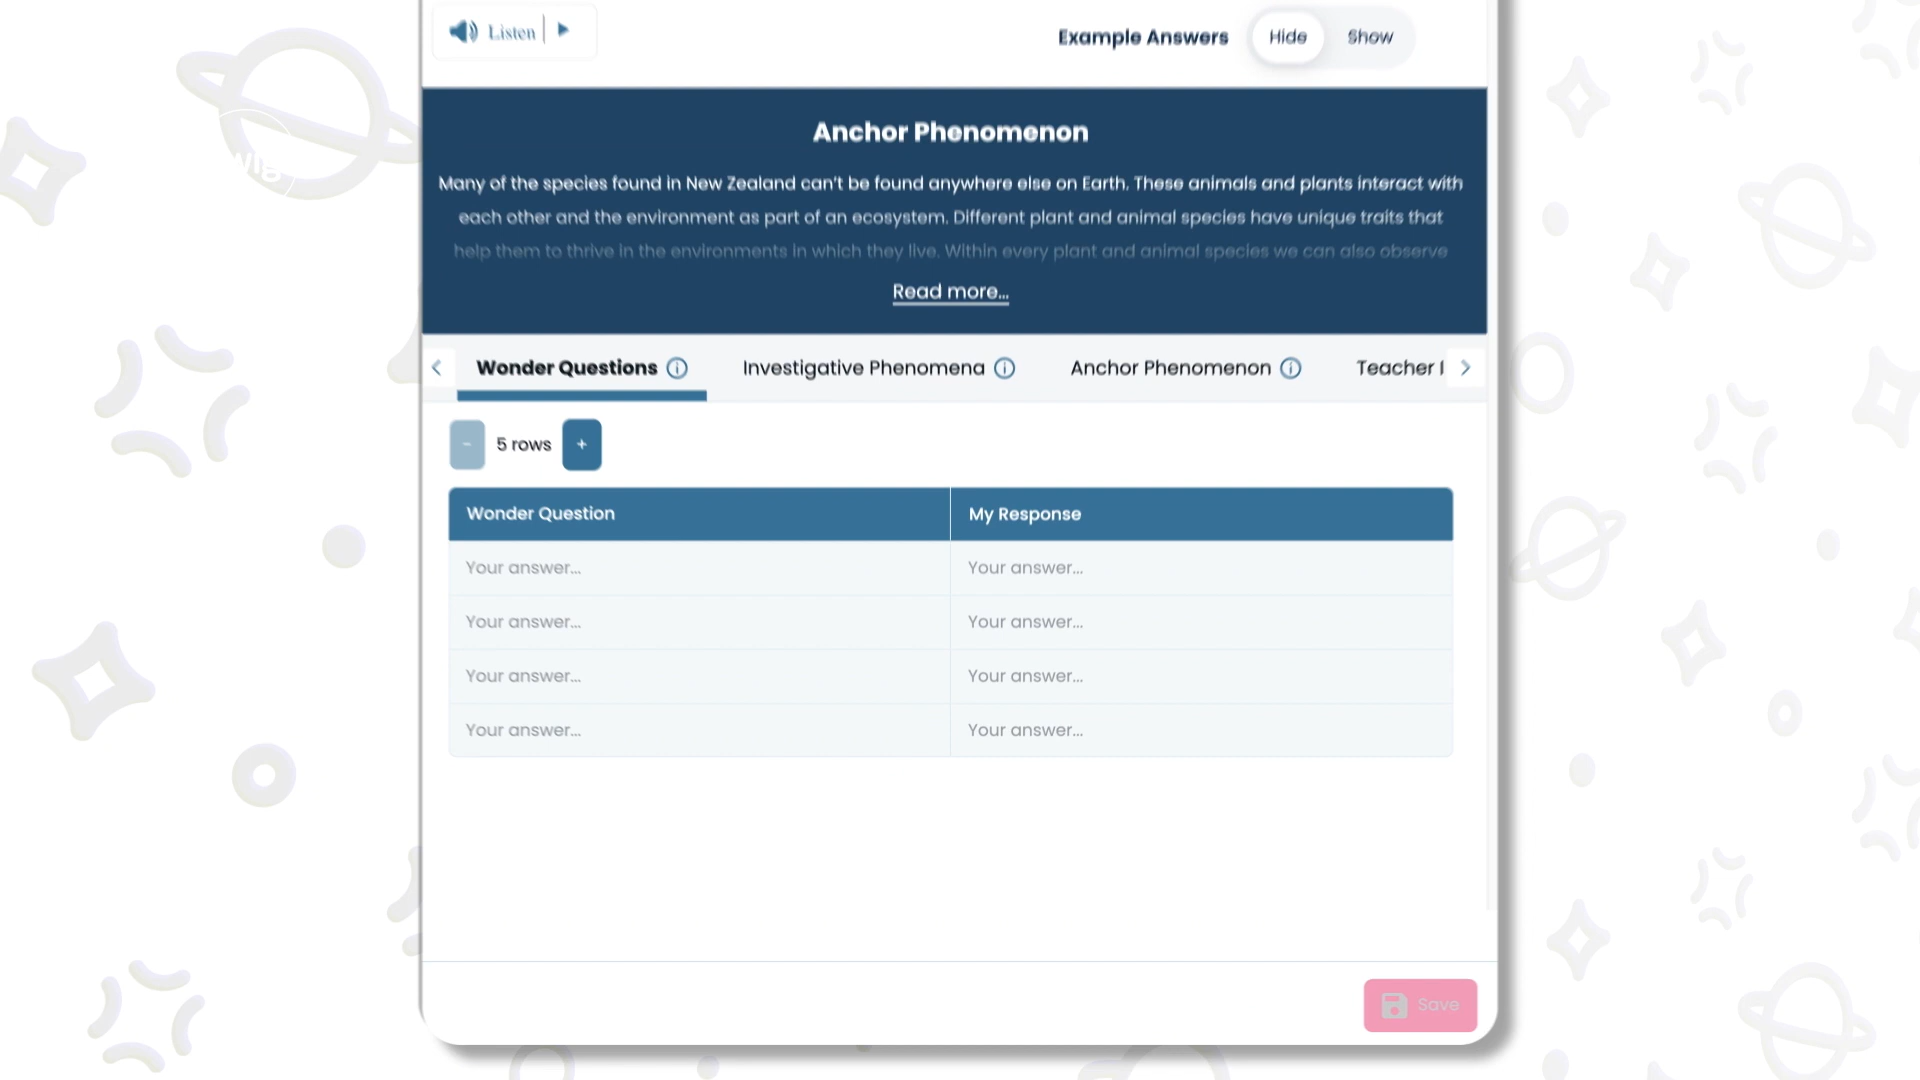 Listen
Example Answers Hide Show
Anchor Phenomenon
Many of the species found in New Zealand can't be found anywhere else on Earth. These animals and plants interact with
each other and the environment as part of an ecosystem. Different plant and animal species have unique traits that
help them to thrive in the environments in which they live. Within every plant and animal species we can also observe
Read more...
Wonder Questions Investigative Phenomena Anchor Phenomenon Teacher
- 5 rows +
Wonder Question My Response
Your answer... Your answer...
Your answer... Your answer...
Your answer... Your answer...
Your answer... Your answer...
Save